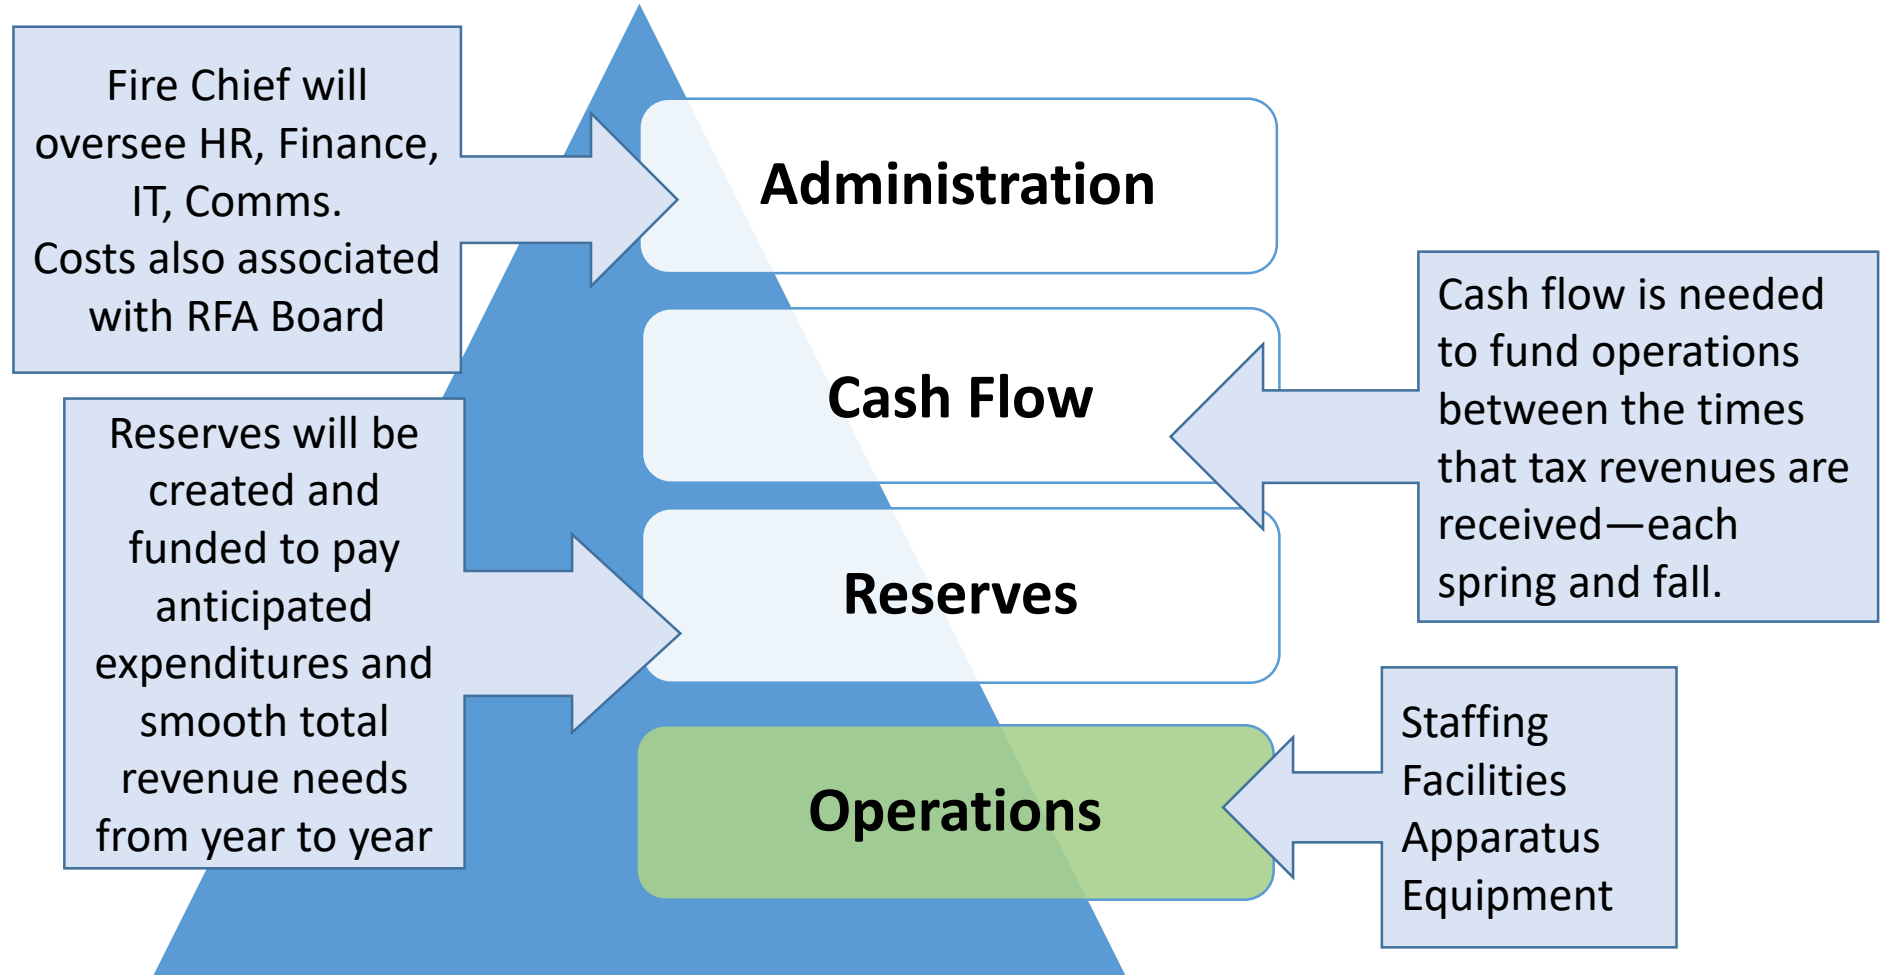 Fire Chief will
oversee HR, Finance,
IT, Comms.
Costs also associated
with RFA Board
Administration
Cash Flow
Cash flow is needed
to fund operations
between the times
that tax revenues are
received—each
spring and fall.
Reserves will be
created and
funded to pay
anticipated
expenditures and
smooth total
revenue needs
from year to year
Reserves
Operations
Staffing
Facilities
Apparatus
Equipment